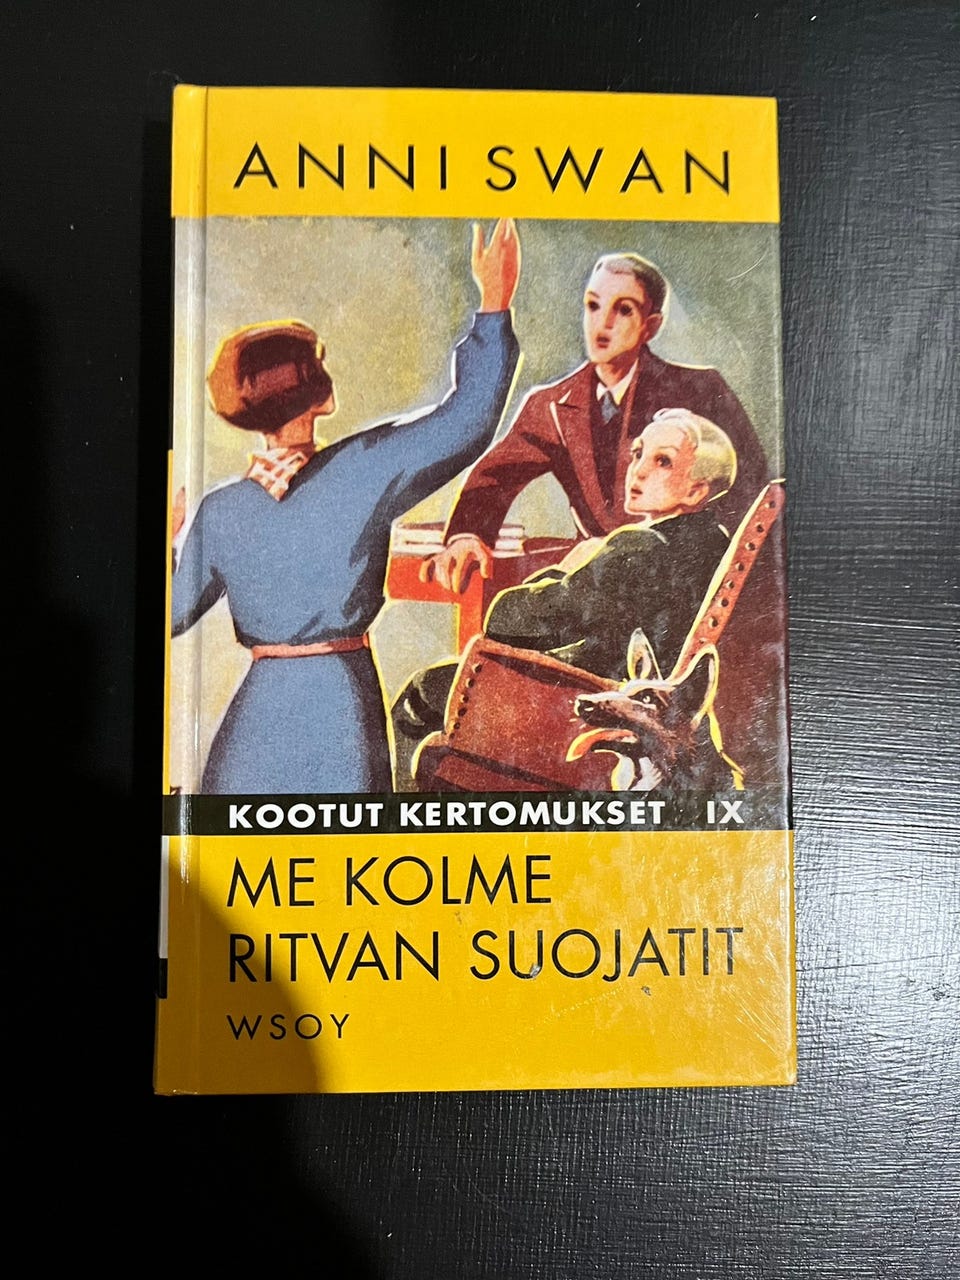 ANNI SWAN
KOOTUT KERTOMUKSET IX
ME KOLME
RITVAN SUOJATIT
WSOY